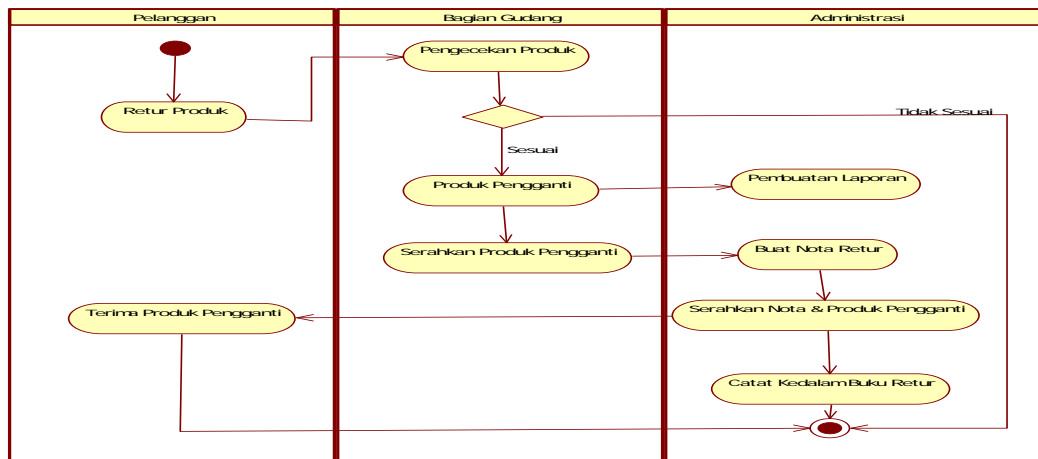 Pelanggan
Bagian Gudang
Administrasi
Pengecekan Produk
Retur Produk
Tidak Sesuai
Sesuai
Produk Pengganti
Pembuatan Laporan
Serahkan Produk Pengganti
Buat Nota Retur
Terima Produk Pengganti
Serahkan Nota & Produk Pengganti
Catat Kedalam Buku Retur